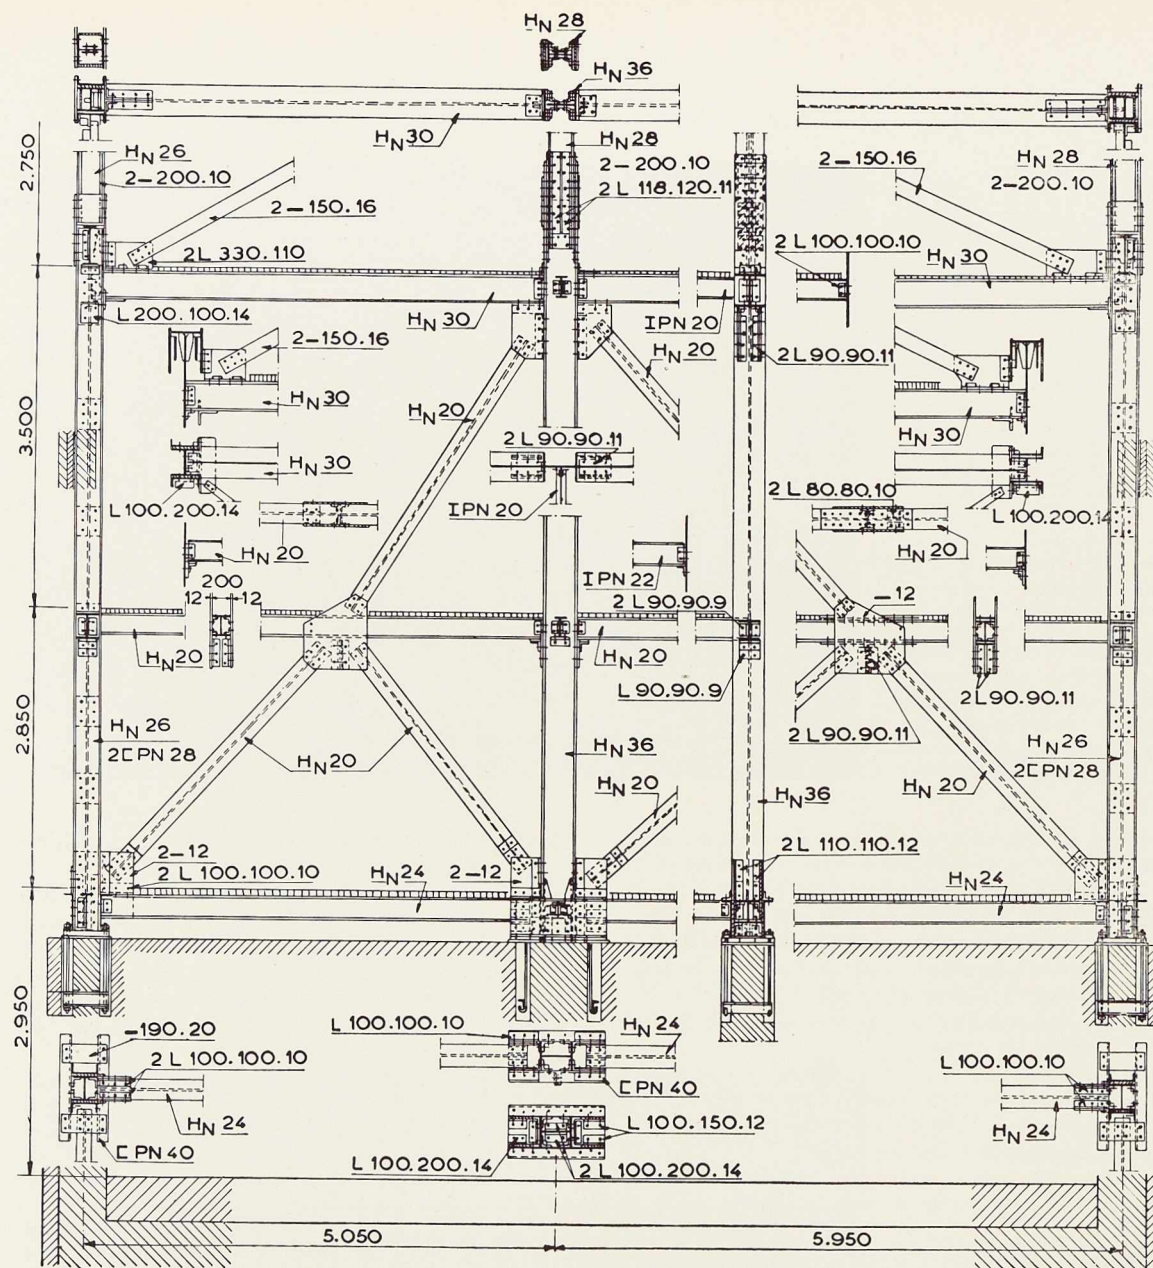 HN 28
HN 36
HN 30
HN 28
2-200.10
2 L 118.120.11
HN 26
2-200.10
2-150.16
2 L 330.110
2.750
2-150.16
HN 28
2-200.10
2 L 100.100.10
HN 30
L 200.100.14
HN 30
IPN 20
HN 20
2 L 90.90.11
2-150.16
HN 30
HN 20
HN 30
3.500
HN 30
2 L 90.90.11
IPN 20
2 L 80.80.10
L 100.200.14
L 100.200.14
HN 20
HN 20
200
12
12
IPN 22
2 L 90.90.9
-12
HN 20
HN 20
L 90.90.9
2 L 90.90.11
2 L 90.90.11
2.850
HN 26
2 [ PN 28
HN 20
HN 36
HN 20
HN 36
HN 26
2 [ PN 28
HN 20
2-12
2 L 100.100.10
HN 24
2-12
2 L 110.110.12
HN 24
2.950
-190.20
2 L 100.100.10
HN 24
[ PN 40
L 100.100.10
HN 24
[ PN 40
L 100.150.12
L 100.200.14
2 L 100.200.14
L 100.100.10
HN 24
5.050
5.950